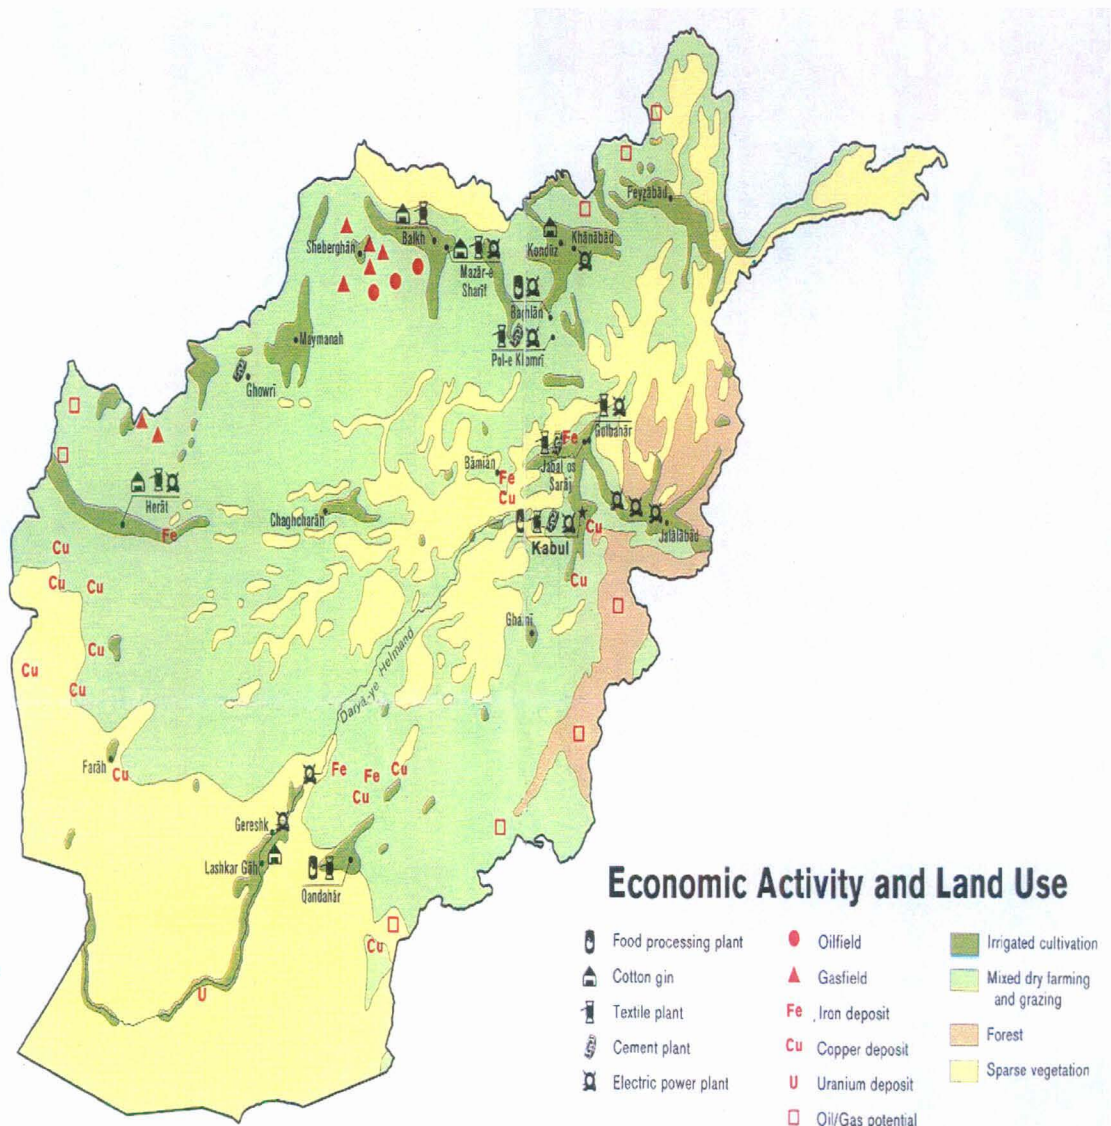 Feyzābād
Balkh
Khānābād
Kondūz
Sheberghān
Mazār-e
Sharīf
Baghlān
Maymanah
Pol-e Khomrī
Ghowrī
Golbahār
Fe
Jabal os
Sarāj
Bāmiān
Fe
Cu
Herāt
Fe
Chaghcharān
Cu
Kabul
Jalālābād
Cu
Cu
Cu
Cu
Ghaznī
Cu
Cu
Cu
Daryā-ye Helmand
Farāh
Cu
Fe
Fe
Cu
Cu
Gereshk
Lashkar Gāh
Qandahār
Cu
U
Economic Activity and Land Use
Food processing plant
Cotton gin
Textile plant
Cement plant
Electric power plant
Oilfield
Gasfield
Fe Iron deposit
Cu Copper deposit
U Uranium deposit
Oil/Gas potential
Irrigated cultivation
Mixed dry farming
and grazing
Forest
Sparse vegetation